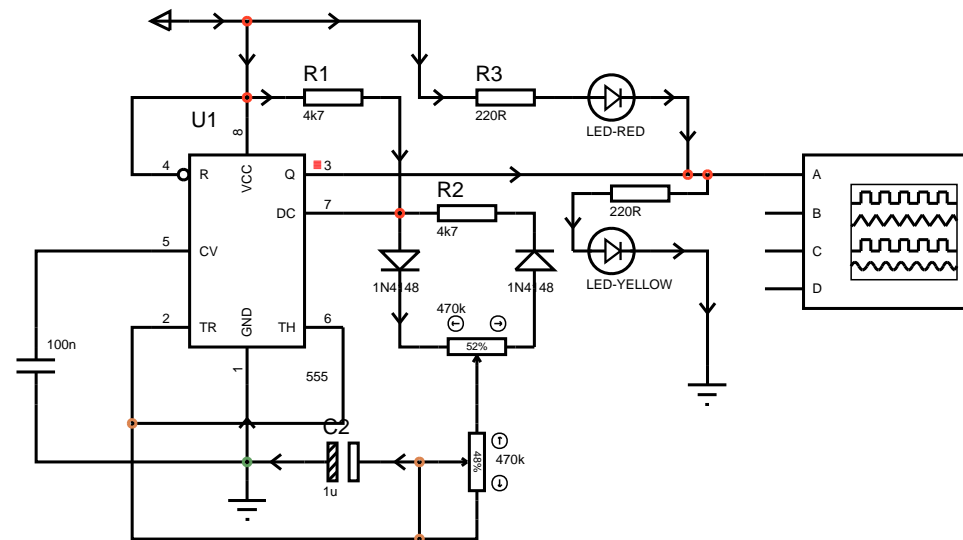 R1
4k7
R3
220R
LED-RED
U1
8
4
R
VCC
Q
3
A
7
DC
R2
4k7
220R
B
5
CV
1N4148
1N4148
LED-YELLOW
C
D
470k
2
TR
GND
TH
6
52%
100n
1
555
C2
1u
48%
470k